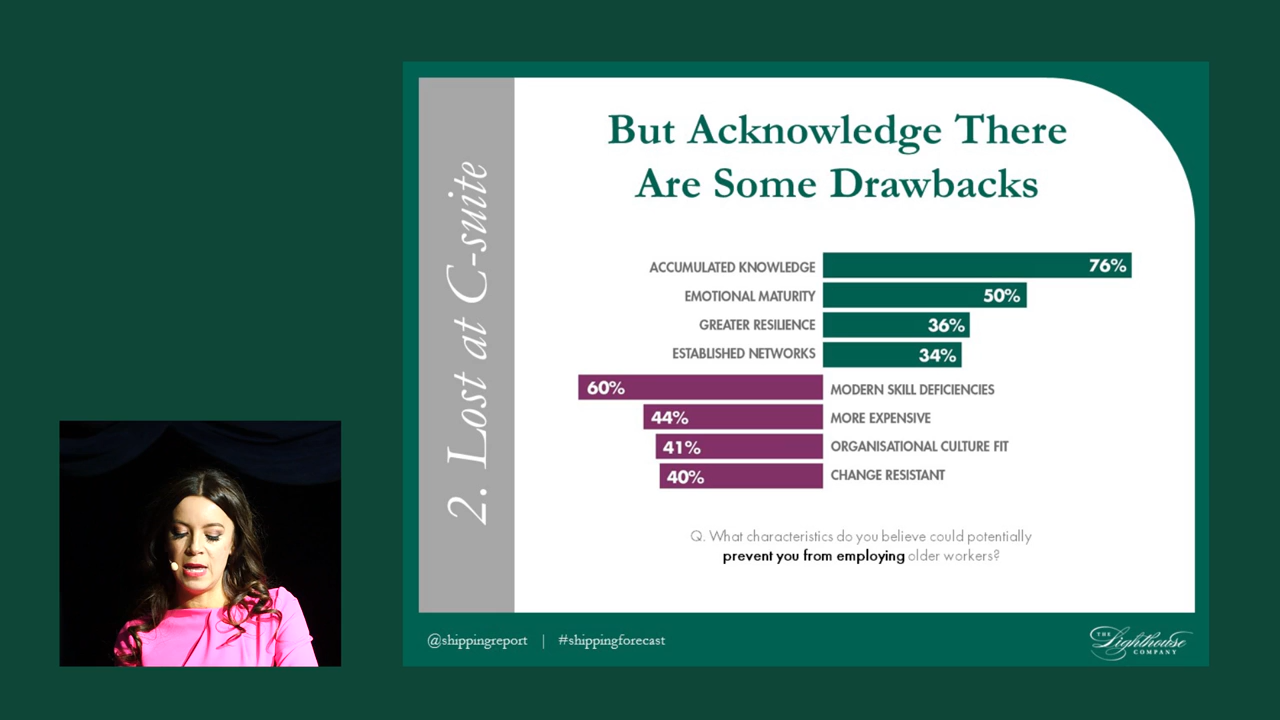 But Acknowledge There
Are Some Drawbacks
2. Lost at C-suite
ACCUMULATED KNOWLEDGE 76%
EMOTIONAL MATURITY 50%
GREATER RESILIENCE 36%
ESTABLISHED NETWORKS 34%
60% MODERN SKILL DEFICIENCIES
44% MORE EXPENSIVE
41% ORGANISATIONAL CULTURE FIT
40% CHANGE RESISTANT
Q. What characteristics do you believe could potentially
prevent you from employing older workers?
@shippingreport | #shippingforecast
THE
Lighthouse
COMPANY